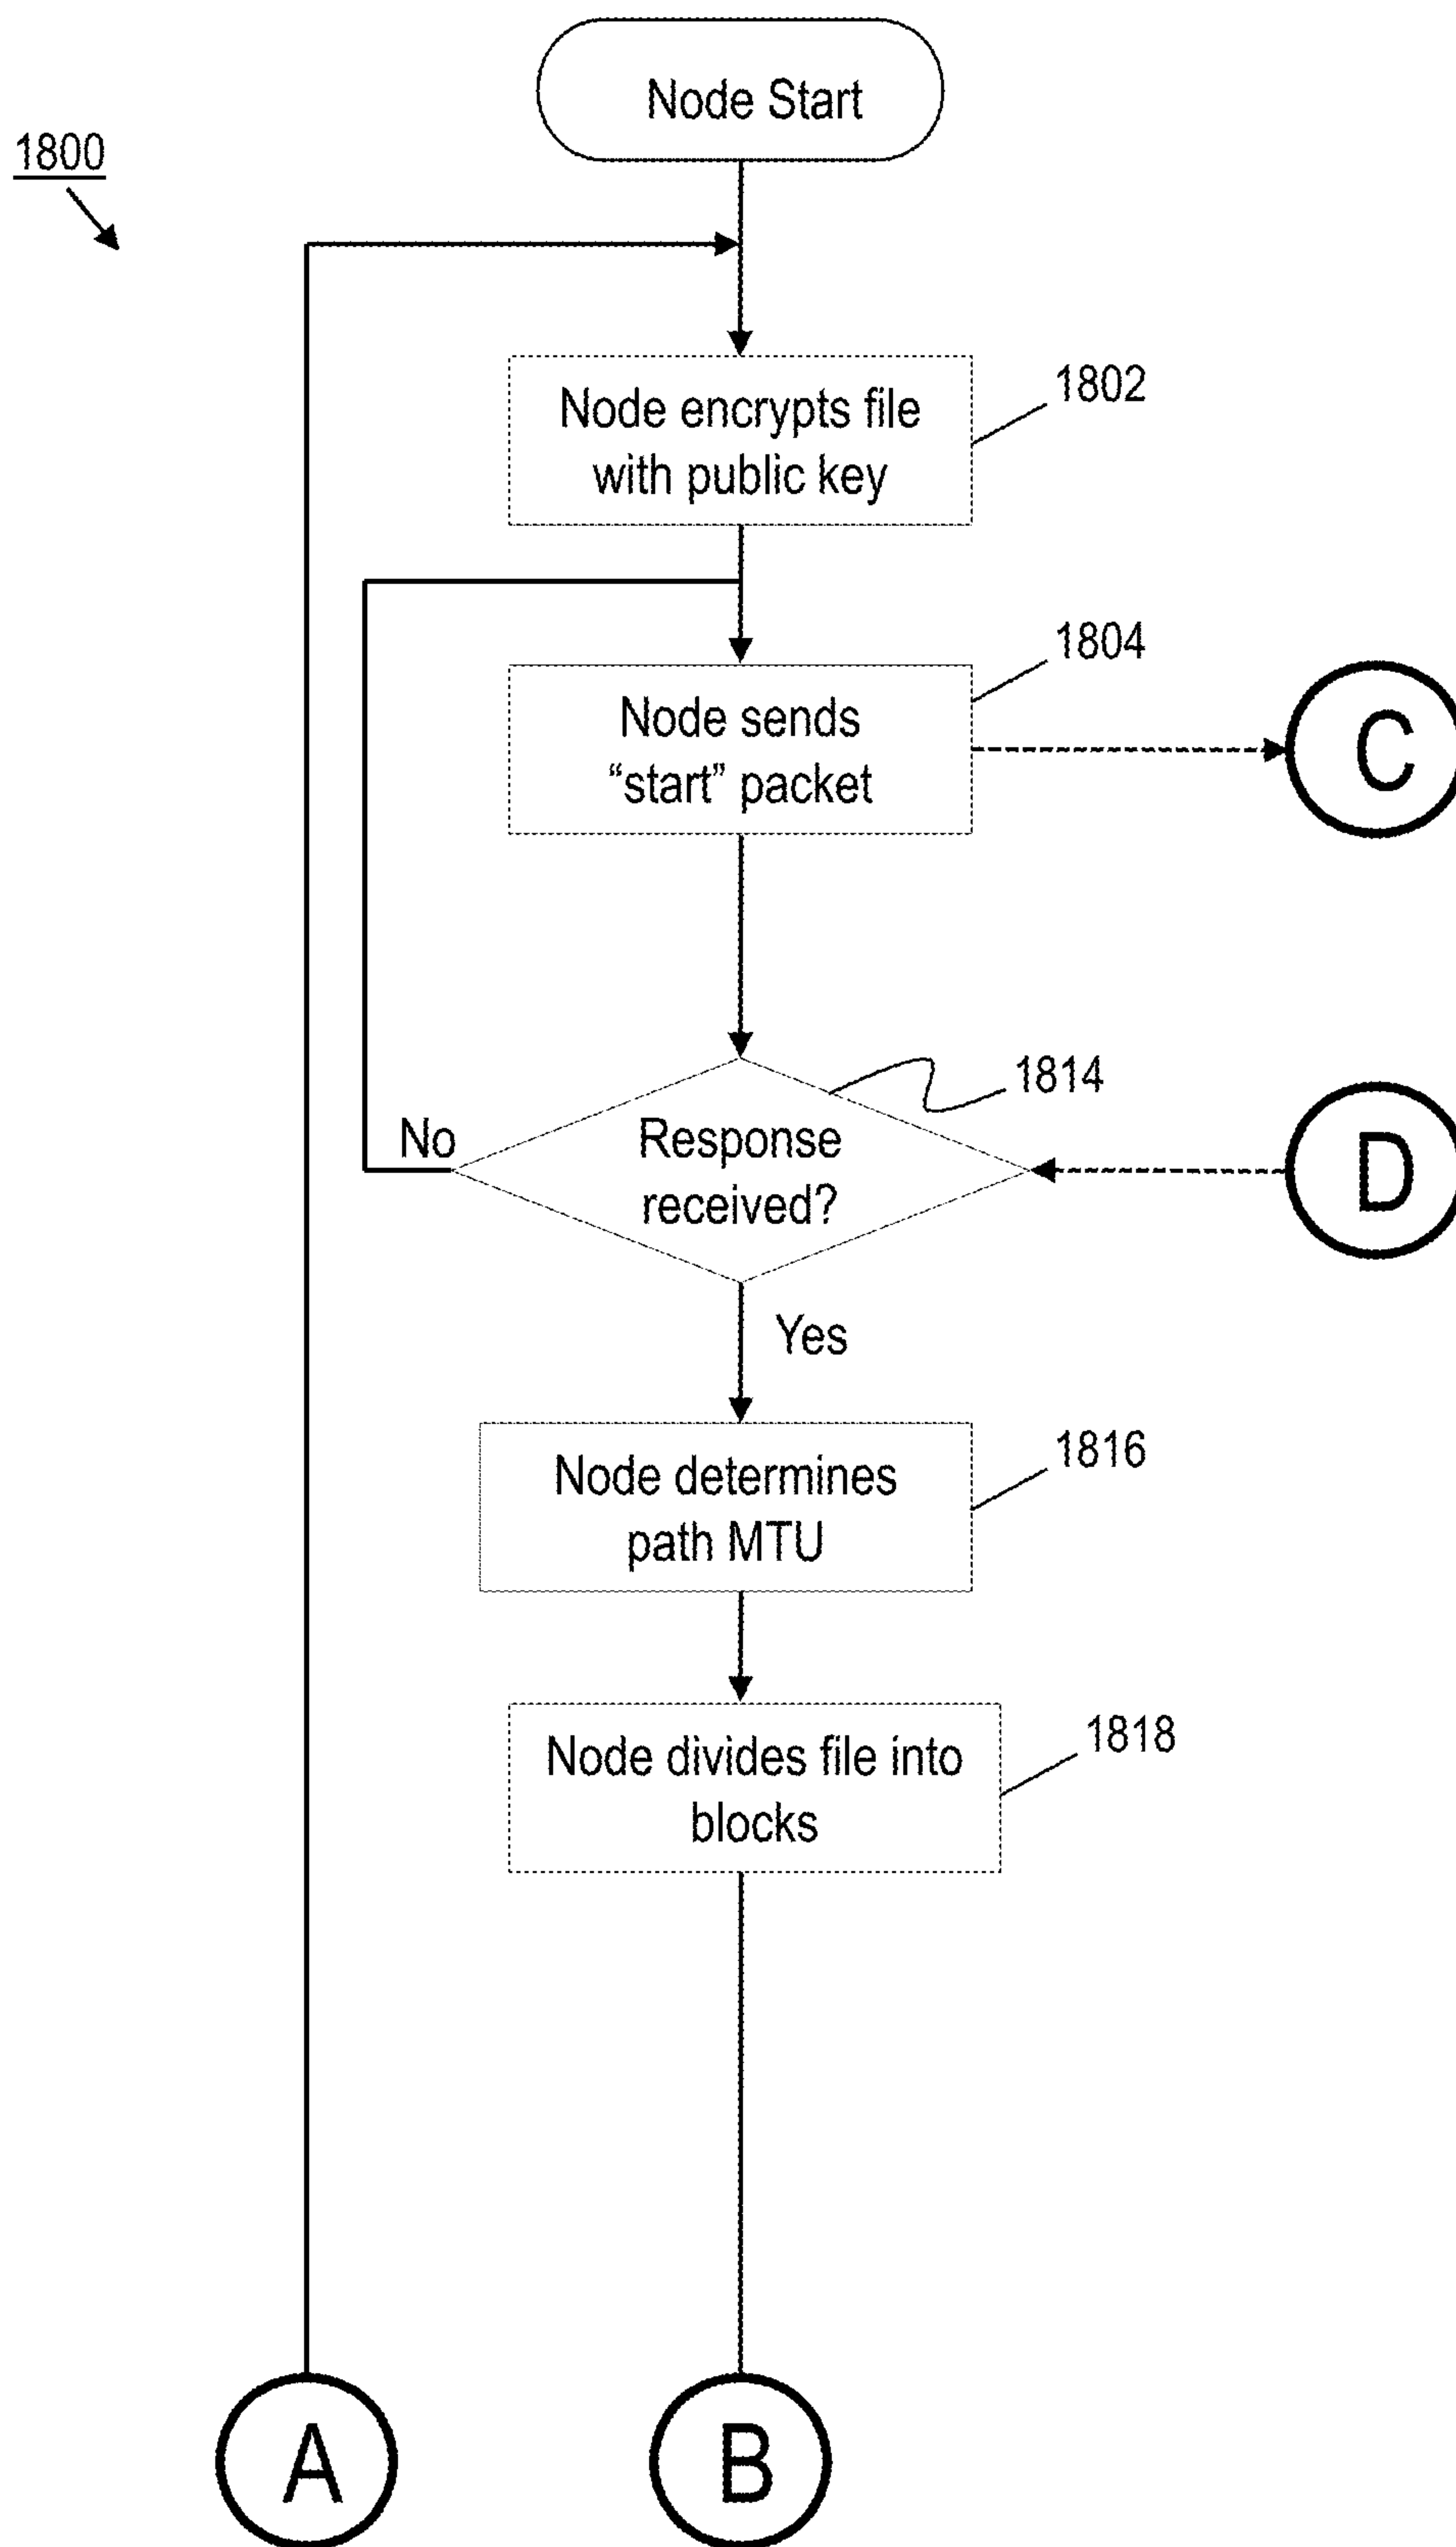 Node Start
1800
Node encrypts file
with public key
1802
Node sends
“start” packet
1804
C
Response
received?
1814
No
D
Yes
Node determines
path MTU
1816
Node divides file into
blocks
1818
A
B